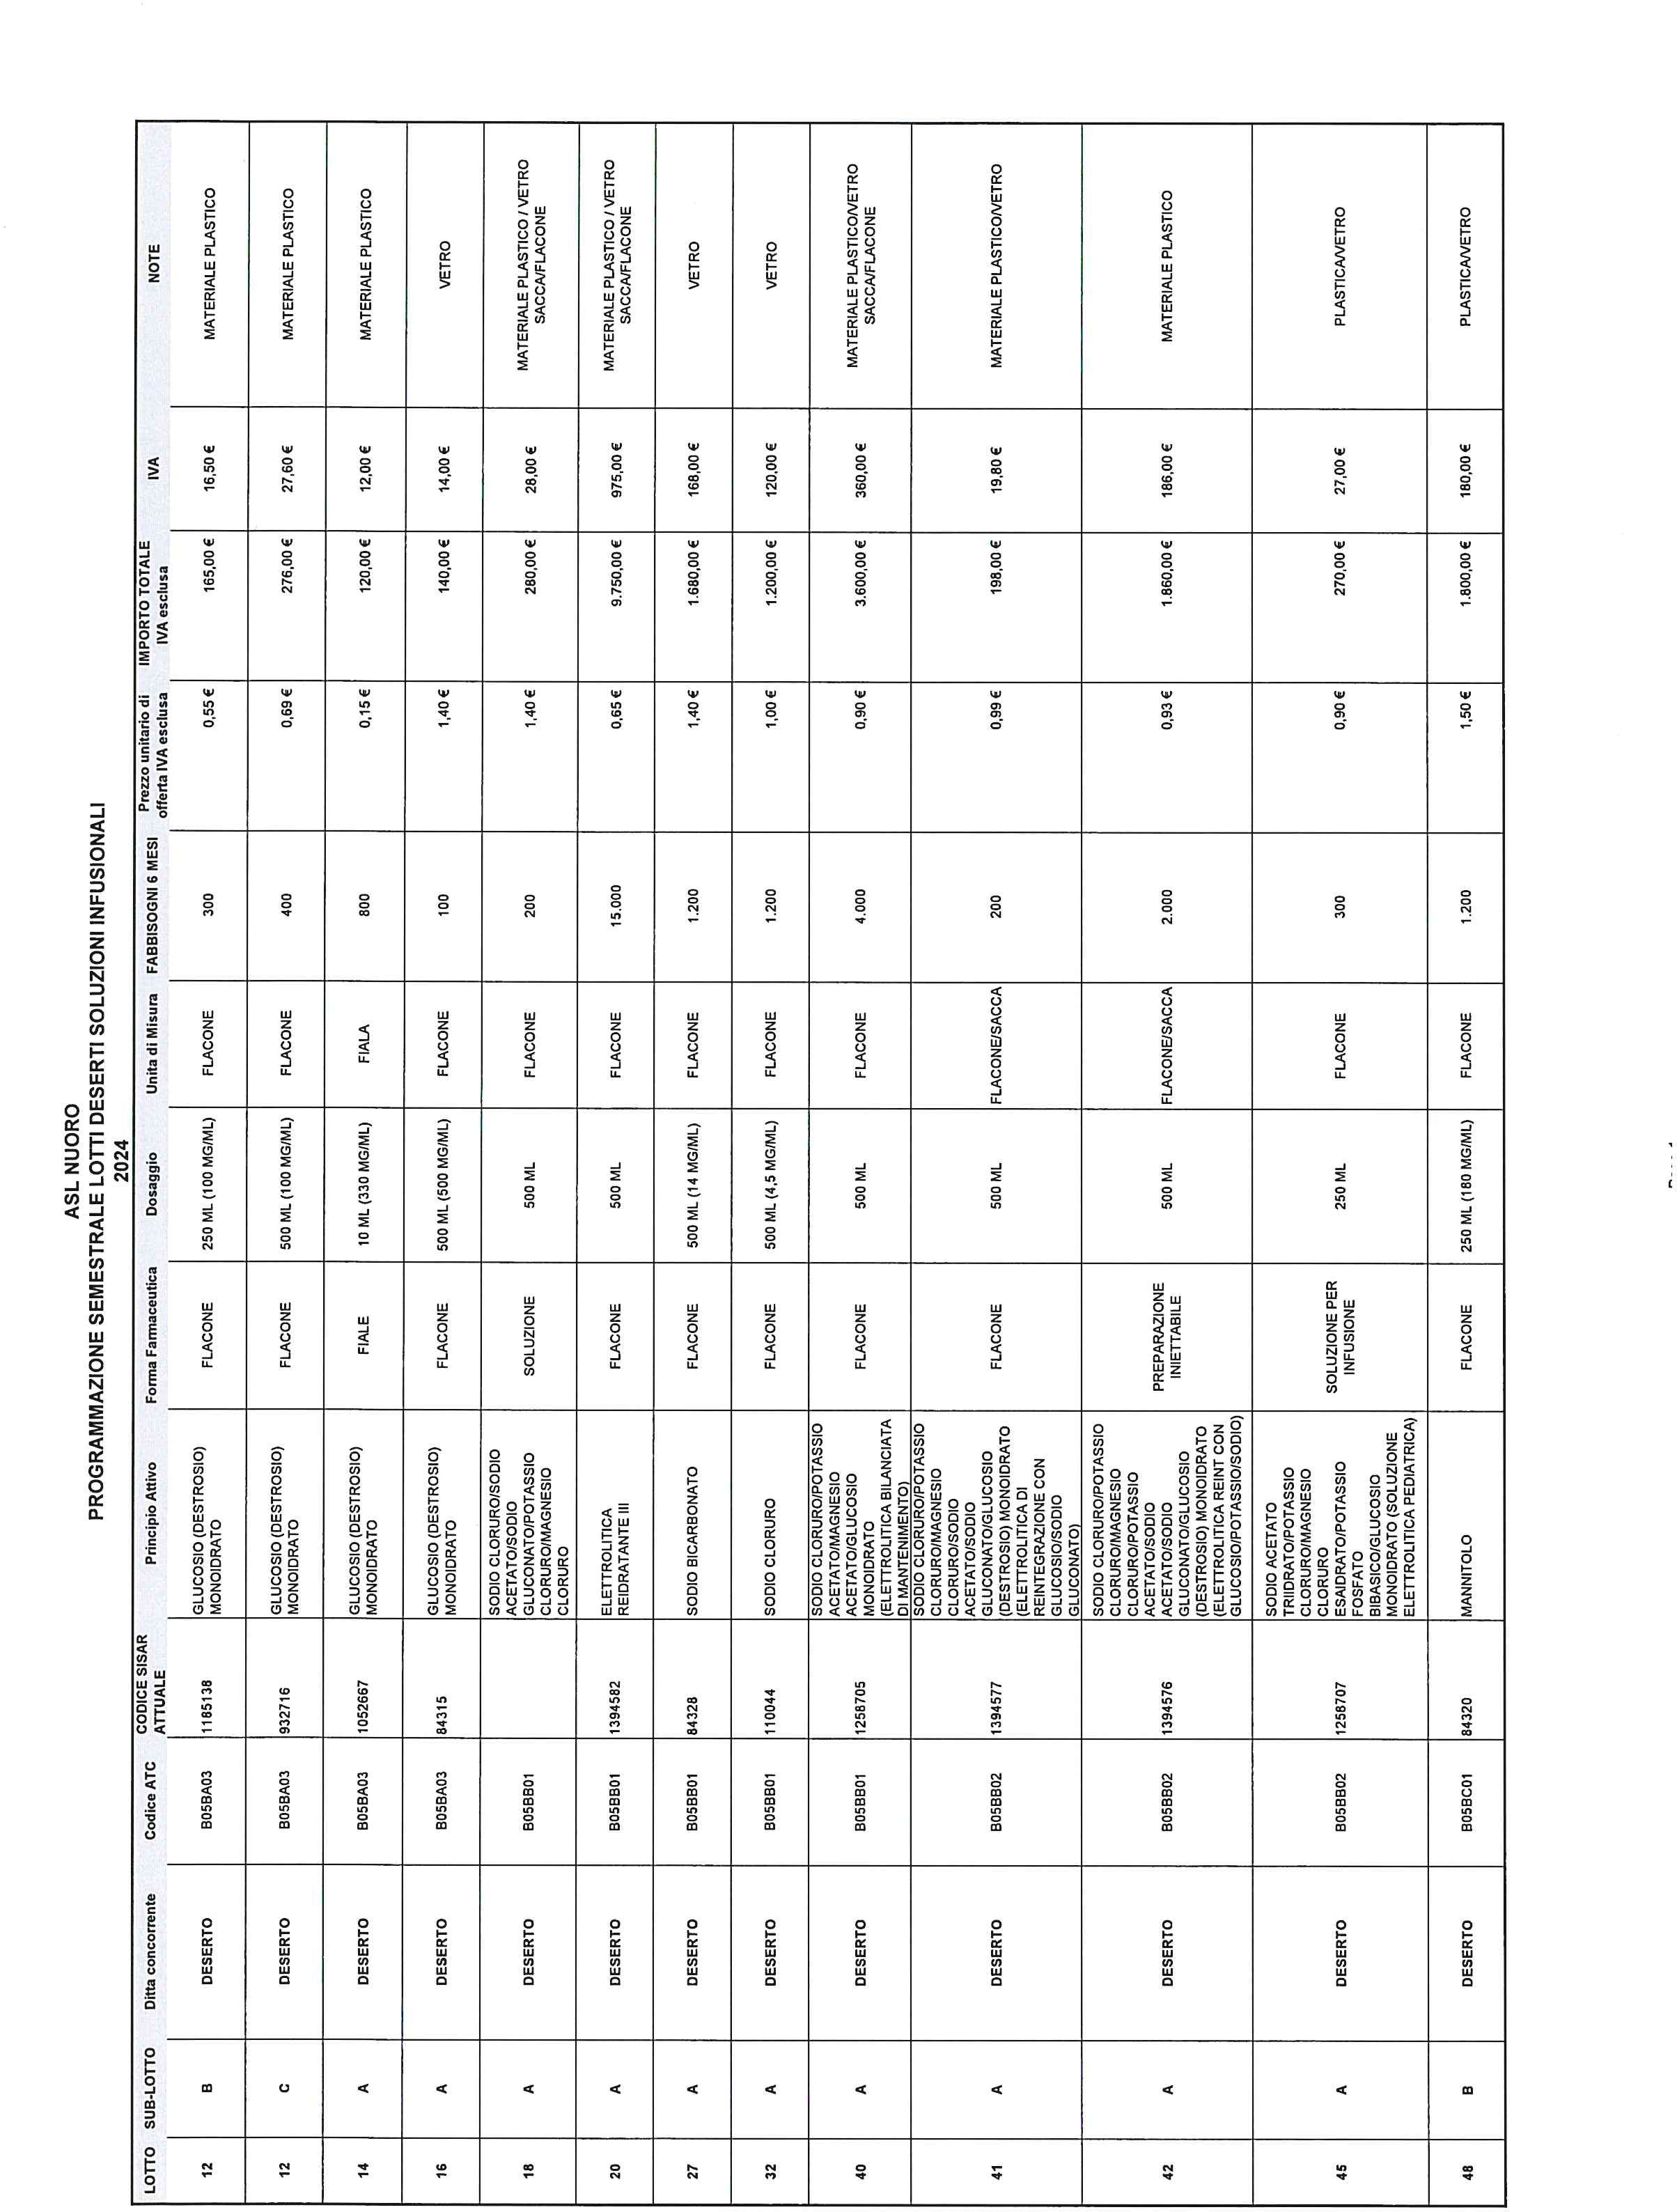 ASL NUORO
PROGRAMMAZIONE SEMESTRALE LOTTI DESERTI SOLUZIONI INFUSIONALI
2024
LOTTO SUB-LOTTO Ditta concorrente Codice ATC CODICE SISAR ATTUALE Principio Attivo Forma Farmaceutica Dosaggio Unita di Misura FABBISOGNI 6 MESI Prezzo unitario di offerta IVA esclusa IMPORTO TOTALE IVA esclusa IVA NOTE
12 B DESERTO B05BA03 1185138 GLUCOSIO (DESTROSIO) MONOIDRATO FLACONE 250 ML (100 MG/ML) FLACONE 300 0,55 € 165,00 € 16,50 € MATERIALE PLASTICO
12 C DESERTO B05BA03 932716 GLUCOSIO (DESTROSIO) MONOIDRATO FLACONE 500 ML (100 MG/ML) FLACONE 400 0,69 € 276,00 € 27,60 € MATERIALE PLASTICO
14 A DESERTO B05BA03 1052667 GLUCOSIO (DESTROSIO) MONOIDRATO FIALE 10 ML (330 MG/ML) FIALA 800 0,15 € 120,00 € 12,00 € MATERIALE PLASTICO
16 A DESERTO B05BA03 84315 GLUCOSIO (DESTROSIO) MONOIDRATO FLACONE 500 ML (500 MG/ML) FLACONE 100 1,40 € 140,00 € 14,00 € VETRO
18 A DESERTO B05BB01 SODIO CLORURO/SODIO ACETATO/SODIO GLUCONATO/POTASSIO CLORURO/MAGNESIO CLORURO SOLUZIONE 500 ML FLACONE 200 1,40 € 280,00 € 28,00 € MATERIALE PLASTICO / VETRO SACCA/FLACONE
20 A DESERTO B05BB01 1394582 ELETTROLITICA REIDRATANTE III FLACONE 500 ML FLACONE 15.000 0,65 € 9.750,00 € 975,00 € MATERIALE PLASTICO / VETRO SACCA/FLACONE
27 A DESERTO B05BB01 84328 SODIO BICARBONATO FLACONE 500 ML (14 MG/ML) FLACONE 1.200 1,40 € 1.680,00 € 168,00 € VETRO
32 A DESERTO B05BB01 110044 SODIO CLORURO FLACONE 500 ML (4,5 MG/ML) FLACONE 1.200 1,00 € 1.200,00 € 120,00 € VETRO
40 A DESERTO B05BB01 1258705 SODIO CLORURO/POTASSIO ACETATO/MAGNESIO ACETATO/GLUCOSIO MONOIDRATO (ELETTROLITICA BILANCIATA DI MANTENIMENTO) FLACONE 500 ML FLACONE 4.000 0,90 € 3.600,00 € 360,00 € MATERIALE PLASTICO/VETRO SACCA/FLACONE
41 A DESERTO B05BB02 1394577 SODIO CLORURO/POTASSIO CLORURO/MAGNESIO CLORURO/SODIO ACETATO/SODIO GLUCONATO/GLUCOSIO (DESTROSIO) MONOIDRATO (ELETTROLITICA DI REINTEGRAZIONE CON GLUCOSIO/SODIO GLUCONATO) FLACONE 500 ML FLACONE/SACCA 200 0,99 € 198,00 € 19,80 € MATERIALE PLASTICO/VETRO
42 A DESERTO B05BB02 1394576 SODIO CLORURO/POTASSIO CLORURO/MAGNESIO CLORURO/POTASSIO ACETATO/SODIO ACETATO/SODIO GLUCONATO/GLUCOSIO (DESTROSIO) MONOIDRATO (ELETTROLITICA REINT CON GLUCOSIO/POTASSIO/SODIO) PREPARAZIONE INIETTABILE 500 ML FLACONE/SACCA 2.000 0,93 € 1.860,00 € 186,00 € MATERIALE PLASTICO
45 A DESERTO B05BB02 1258707 SODIO ACETATO TRIIDRATO/POTASSIO CLORURO/MAGNESIO CLORURO ESAIDRATO/POTASSIO FOSFATO BIBASICO/GLUCOSIO MONOIDRATO (SOLUZIONE ELETTROLITICA PEDIATRICA) SOLUZIONE PER INFUSIONE 250 ML FLACONE 300 0,90 € 270,00 € 27,00 € PLASTICA/VETRO
48 B DESERTO B05BC01 84320 MANNITOLO FLACONE 250 ML (180 MG/ML) FLACONE 1.200 1,50 € 1.800,00 € 180,00 € PLASTICA/VETRO